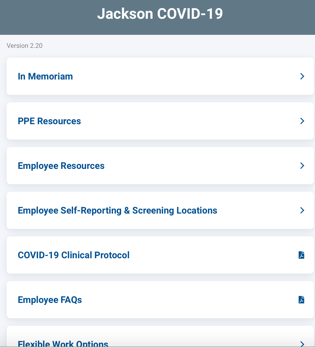 Jackson COVID-19
Version 2.20
In Memoriam
PPE Resources
Employee Resources
Employee Self-Reporting & Screening Locations
COVID-19 Clinical Protocol
Employee FAQs
Flexible Work Options